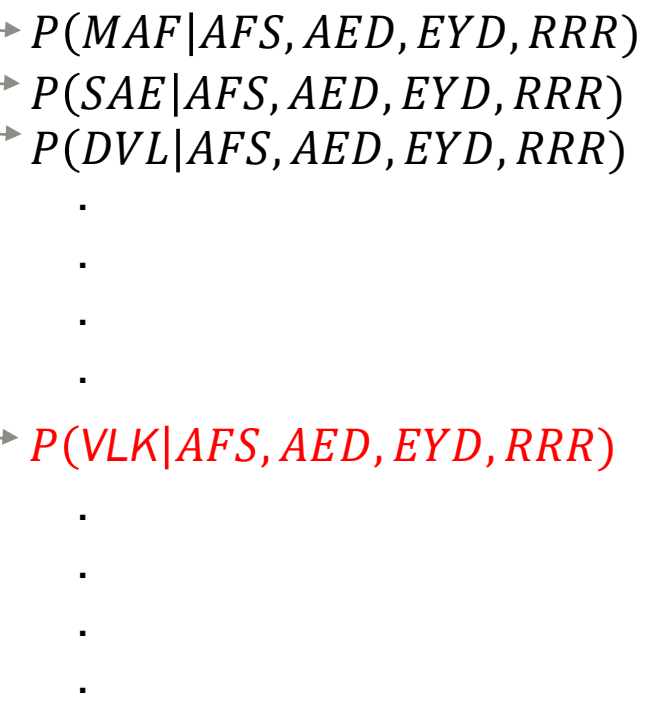 P(MAF|AFS, AED, EYD, RRR)
P(SAE|AFS, AED, EYD, RRR)
P(DVL|AFS, AED, EYD, RRR)
.
.
.
.
P(VLK|AFS, AED, EYD, RRR)
.
.
.
.